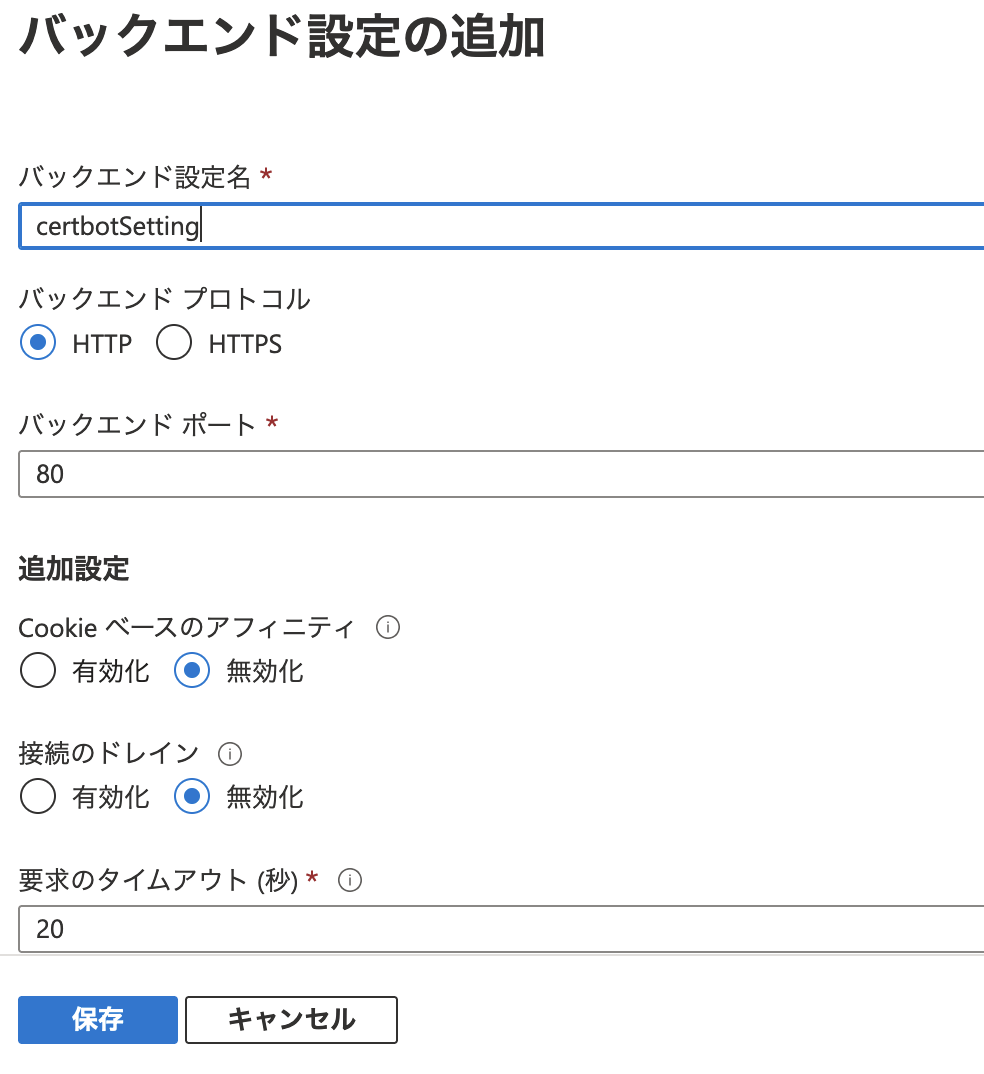 バックエンド設定の追加
バックエンド設定名 *
certbotSetting
バックエンド プロトコル
HTTP HTTPS
バックエンド ポート *
80
追加設定
Cookie ベースのアフィニティ
有効化 無効化
接続のドレイン
有効化 無効化
要求のタイムアウト (秒) *
20
保存 キャンセル